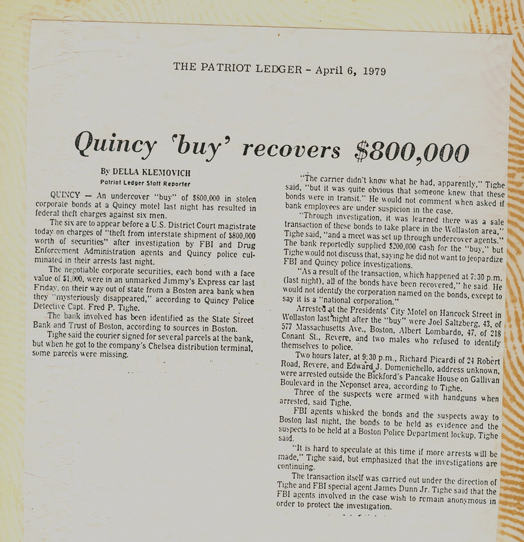 THE PATRIOT LEDGER - April 6, 1979
Quincy 'buy' recovers $800,000
By DELLA KLEMOVICH
Patriot Ledger Staff Reporter
QUINCY — An undercover "buy" of $800,000 in stolen
corporate bonds at a Quincy motel last night has resulted in
federal theft charges against six men.
The six are to appear before a U.S. District Court magistrate
today on charges of "theft from interstate shipment of $800,000
worth of securities" after investigation by FBI and Drug
Enforcement Administration agents and Quincy police cul-
minated in their arrests last night.
The negotiable corporate securities, each bond with a face
value of $1,000, were in an unmarked Jimmy's Express car last
Friday, on their way out of state from a Boston area bank when
they "mysteriously disappeared," according to Quincy Police
Detective Capt. Fred P. Tighe.
The bank involved has been identified as the State Street
Bank and Trust of Boston, according to sources in Boston.
Tighe said the courier signed for several parcels at the bank,
but when he got to the company's Chelsea distribution terminal,
some parcels were missing.
"The carrier didn't know what he had, apparently," Tighe
said, "but it was quite obvious that someone knew that these
bonds were in transit." He would not comment when asked if
bank employees are under suspicion in the case.
"Through investigation, it was learned there was a sale
transaction of these bonds to take place in the Wollaston area,"
Tighe said, "and a meet was set up through undercover agents."
The bank reportedly supplied $200,000 cash for the "buy," but
Tighe would not discuss that, saying he did not want to jeopardize
FBI and Quincy police investigations.
"As a result of the transaction, which happened at 7:30 p.m.
(last night), all of the bonds have been recovered," he said. He
would not identify the corporation named on the bonds, except to
say it is a "national corporation."
Arrested at the Presidents' City Motel on Hancock Street in
Wollaston last night after the "buy" were Joel Saltzberg, 43, of
577 Massachusetts Ave., Boston, Albert Lombardo, 47, of 218
Conant St., Revere, and two males who refused to identify
themselves to police.
Two hours later, at 9:30 p.m., Richard Picardi of 24 Robert
Road, Revere, and Edward J. Domenichello, address unknown,
were arrested outside the Bickford's Pancake House on Gallivan
Boulevard in the Neponset area, according to Tighe.
Three of the suspects were armed with handguns when
arrested, said Tighe.
FBI agents whisked the bonds and the suspects away to
Boston last night, the bonds to be held as evidence and the
suspects to be held at a Boston Police Department lockup, Tighe
said.
"It is hard to speculate at this time if more arrests will be
made," Tighe said, but emphasized that the investigations are
continuing.
The transaction itself was carried out under the direction of
Tighe and FBI special agent James Dunn Jr. Tighe said that the
FBI agents involved in the case wish to remain anonymous in
order to protect the investigation.